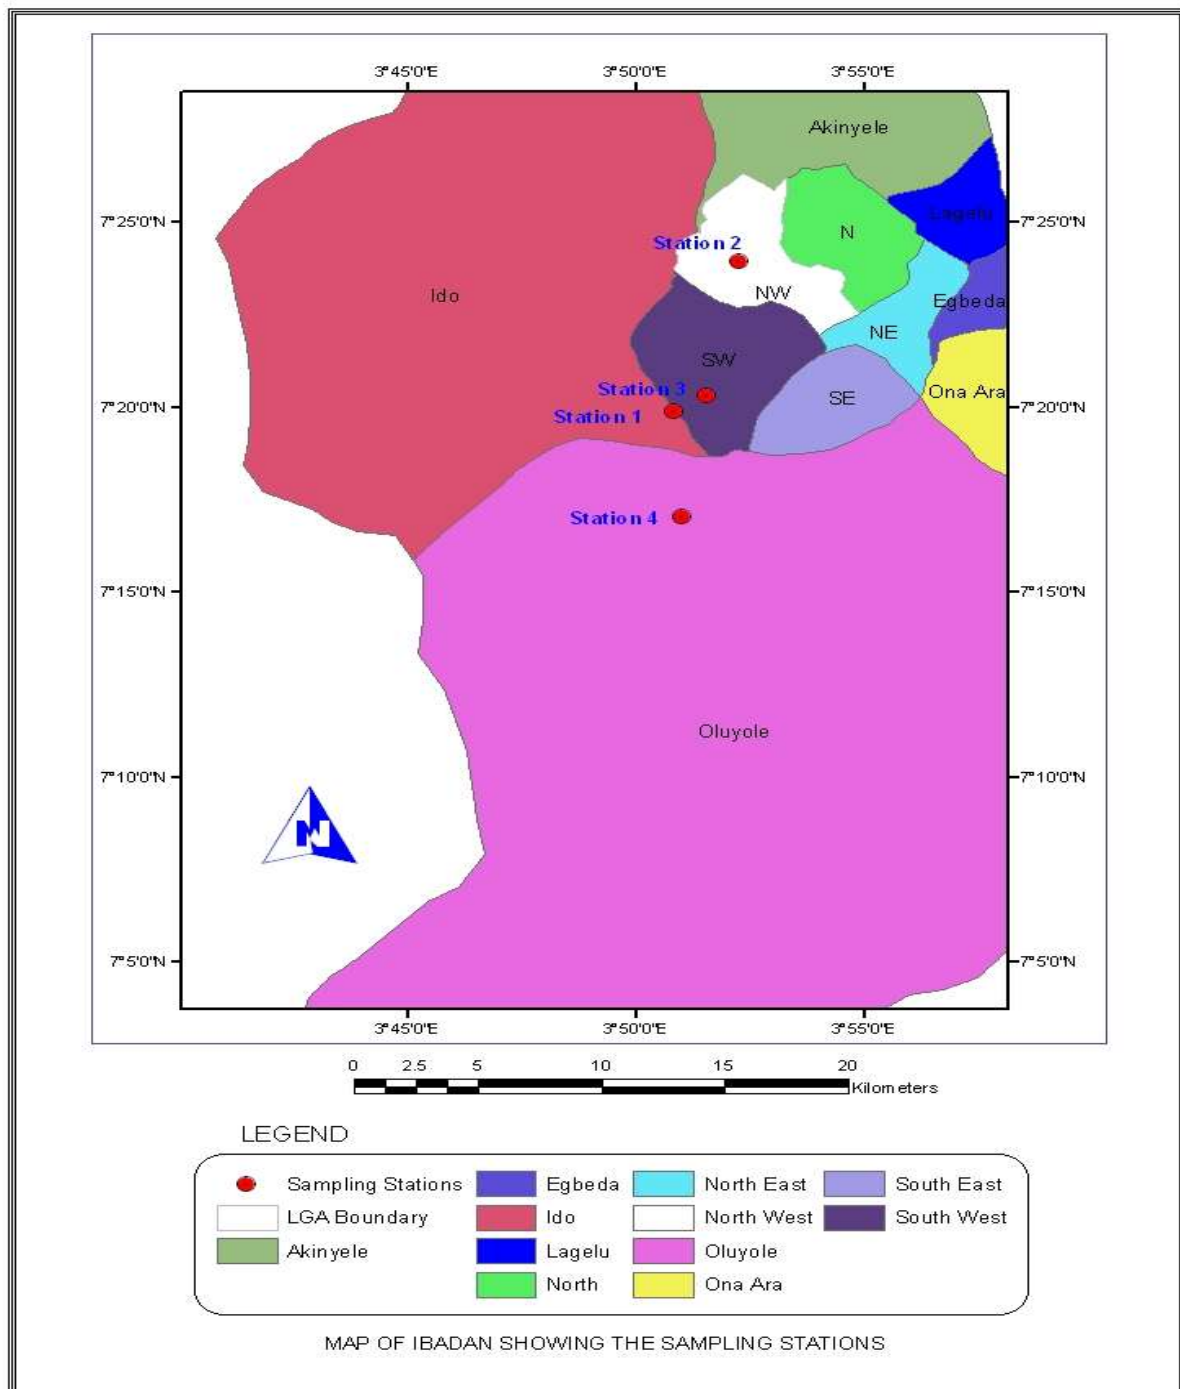 3°45'0"E 3°50'0"E 3°55'0"E
Akinyele
7°25'0"N 7°25'0"N
Lagelu
N
Station 2
Ido
NW
Egbeda
NE
SW
Station 3
SE
Ona Ara
7°20'0"N 7°20'0"N
Station 1
Station 4
7°15'0"N 7°15'0"N
Oluyole
7°10'0"N 7°10'0"N
N
7°5'0"N 7°5'0"N
3°45'0"E 3°50'0"E 3°55'0"E
0 2.5 5 10 15 20
Kilometers
LEGEND
Sampling Stations Egbeda North East South East
LGA Boundary Ido North West South West
Akinyele Lagelu Oluyole
North Ona Ara
MAP OF IBADAN SHOWING THE SAMPLING STATIONS